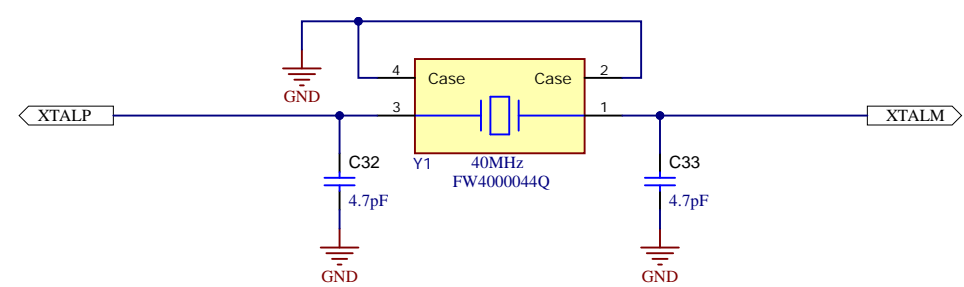 4 Case Case 2
GND
XTALP 3 1 XTALM
C32 Y1 40MHz C33
FW4000044Q
4.7pF 4.7pF
GND GND